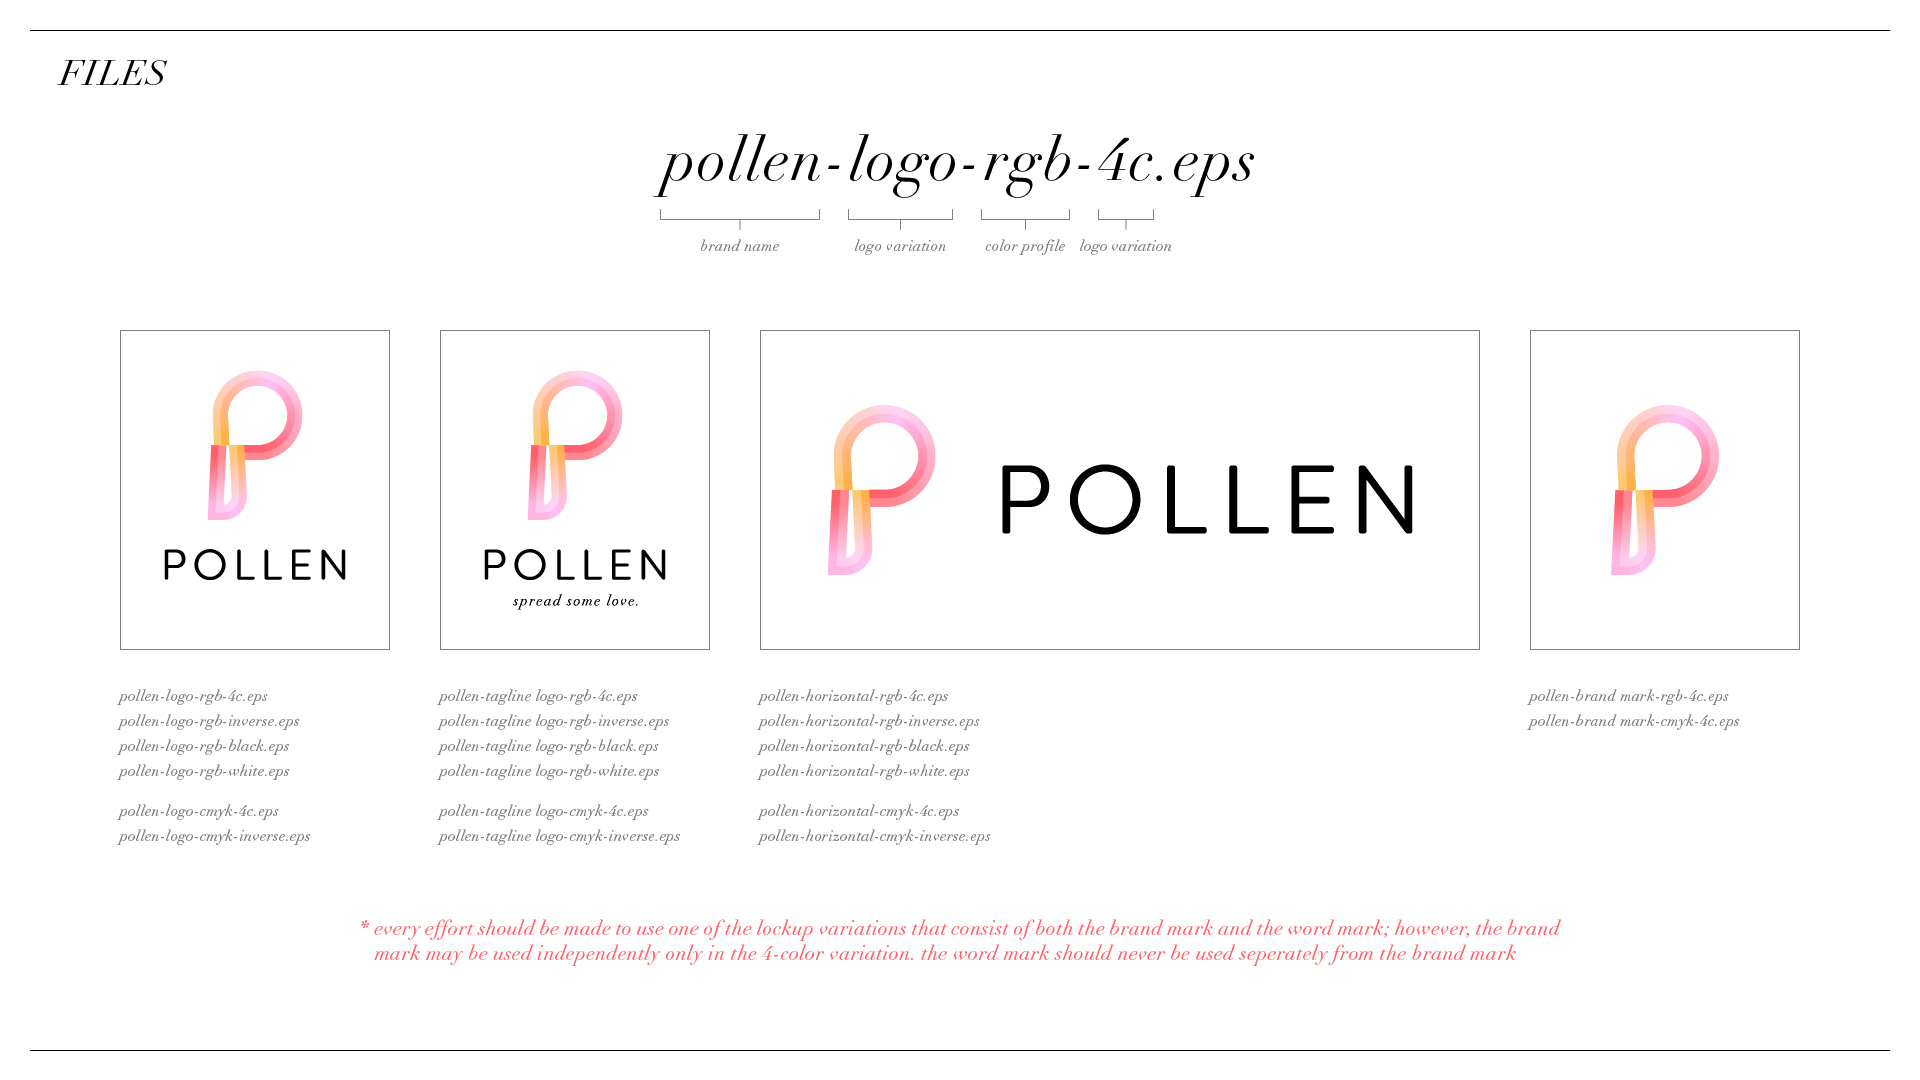 FILES
pollen-logo-rgb-4c.eps
brand name
logo variation
color profile
logo variation
POLLEN
POLLEN
spread some love.
POLLEN
pollen-logo-rgb-4c.eps
pollen-logo-rgb-inverse.eps
pollen-logo-rgb-black.eps
pollen-logo-rgb-white.eps
pollen-logo-cmyk-4c.eps
pollen-logo-cmyk-inverse.eps
pollen-tagline logo-rgb-4c.eps
pollen-tagline logo-rgb-inverse.eps
pollen-tagline logo-rgb-black.eps
pollen-tagline logo-rgb-white.eps
pollen-tagline logo-cmyk-4c.eps
pollen-tagline logo-cmyk-inverse.eps
pollen-horizontal-rgb-4c.eps
pollen-horizontal-rgb-inverse.eps
pollen-horizontal-rgb-black.eps
pollen-horizontal-rgb-white.eps
pollen-horizontal-cmyk-4c.eps
pollen-horizontal-cmyk-inverse.eps
pollen-brand mark-rgb-4c.eps
pollen-brand mark-cmyk-4c.eps
* every effort should be made to use one of the lockup variations that consist of both the brand mark and the word mark; however, the brand
mark may be used independently only in the 4-color variation. the word mark should never be used seperately from the brand mark